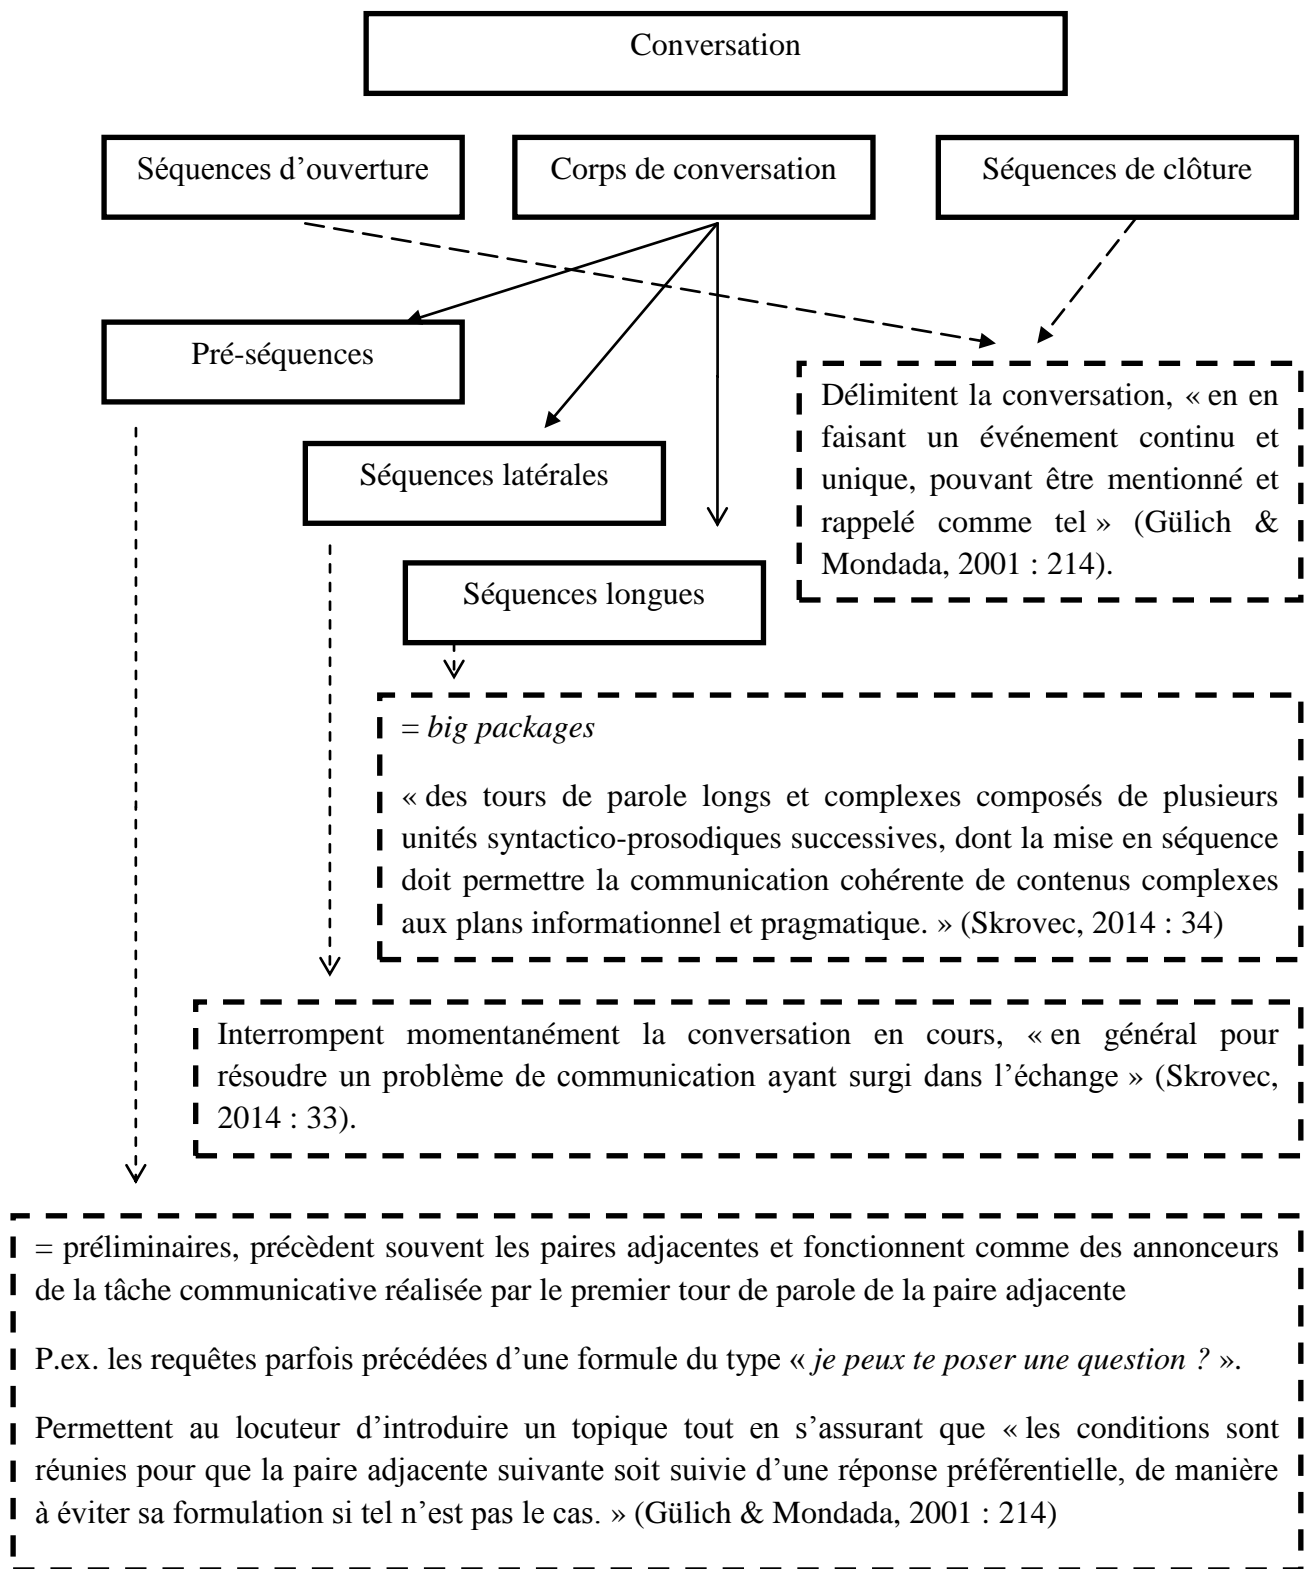 Conversation
Séquences d’ouverture
Corps de conversation
Séquences de clôture
Pré-séquences
Délimitent la conversation, « en en
faisant un événement continu et
unique, pouvant être mentionné et
rappelé comme tel » (Gülich &
Mondada, 2001 : 214).
Séquences latérales
Séquences longues
= big packages
« des tours de parole longs et complexes composés de plusieurs
unités syntactico-prosodiques successives, dont la mise en séquence
doit permettre la communication cohérente de contenus complexes
aux plans informationnel et pragmatique. » (Skrovec, 2014 : 34)
Interrompent momentanément la conversation en cours, « en général pour
résoudre un problème de communication ayant surgi dans l’échange » (Skrovec,
2014 : 33).
= préliminaires, précèdent souvent les paires adjacentes et fonctionnent comme des annonceurs
de la tâche communicative réalisée par le premier tour de parole de la paire adjacente
P.ex. les requêtes parfois précédées d’une formule du type « je peux te poser une question ? ».
Permettent au locuteur d’introduire un topique tout en s’assurant que « les conditions sont
réunies pour que la paire adjacente suivante soit suivie d’une réponse préférentielle, de manière
à éviter sa formulation si tel n’est pas le cas. » (Gülich & Mondada, 2001 : 214)